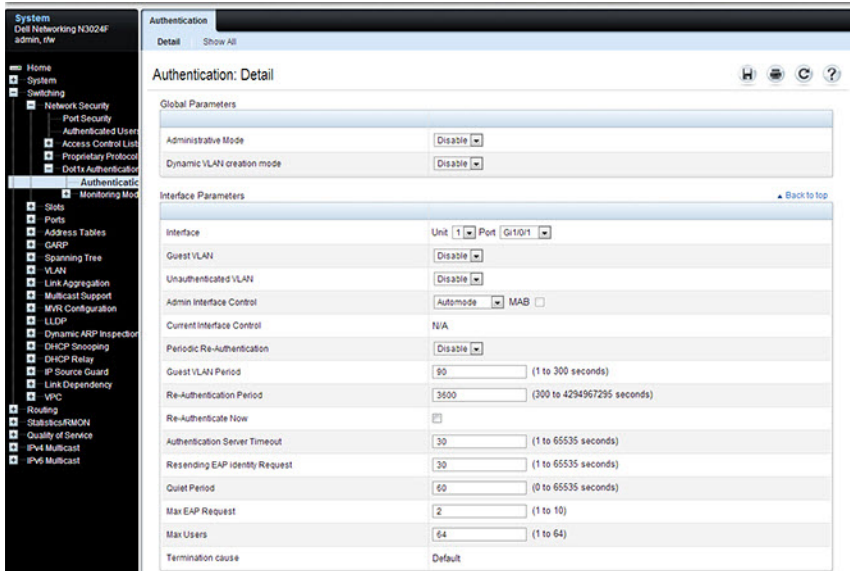 System
Dell Networking N3024F
admin, r/w
Home
System
Switching
Network Security
Port Security
Authenticated User
Access Control List
Proprietary Protocol
Dot1x Authentication
Authenticatic
Monitoring Mod
Slots
Ports
Address Tables
GARP
Spanning Tree
VLAN
Link Aggregation
Multicast Support
MVR Configuration
LLDP
Dynamic ARP Inspection
DHCP Snooping
DHCP Relay
IP Source Guard
Link Dependency
VPC
Routing
Statistics/RMON
Quality of Service
IPv4 Multicast
IPv6 Multicast
Authentication
Detail Show All
Authentication: Detail
Global Parameters
Administrative Mode Disable
Dynamic VLAN creation mode Disable
Interface Parameters Back to top
Interface Unit 1 Port Gi1/0/1
Guest VLAN Disable
Unauthenticated VLAN Disable
Admin Interface Control Automode MAB
Current Interface Control N/A
Periodic Re-Authentication Disable
Guest VLAN Period 90 (1 to 300 seconds)
Re-Authentication Period 3600 (300 to 4294967295 seconds)
Re-Authenticate Now
Authentication Server Timeout 30 (1 to 65535 seconds)
Resending EAP identity Request 30 (1 to 65535 seconds)
Quiet Period 60 (0 to 65535 seconds)
Max EAP Request 2 (1 to 10)
Max Users 64 (1 to 64)
Termination cause Default